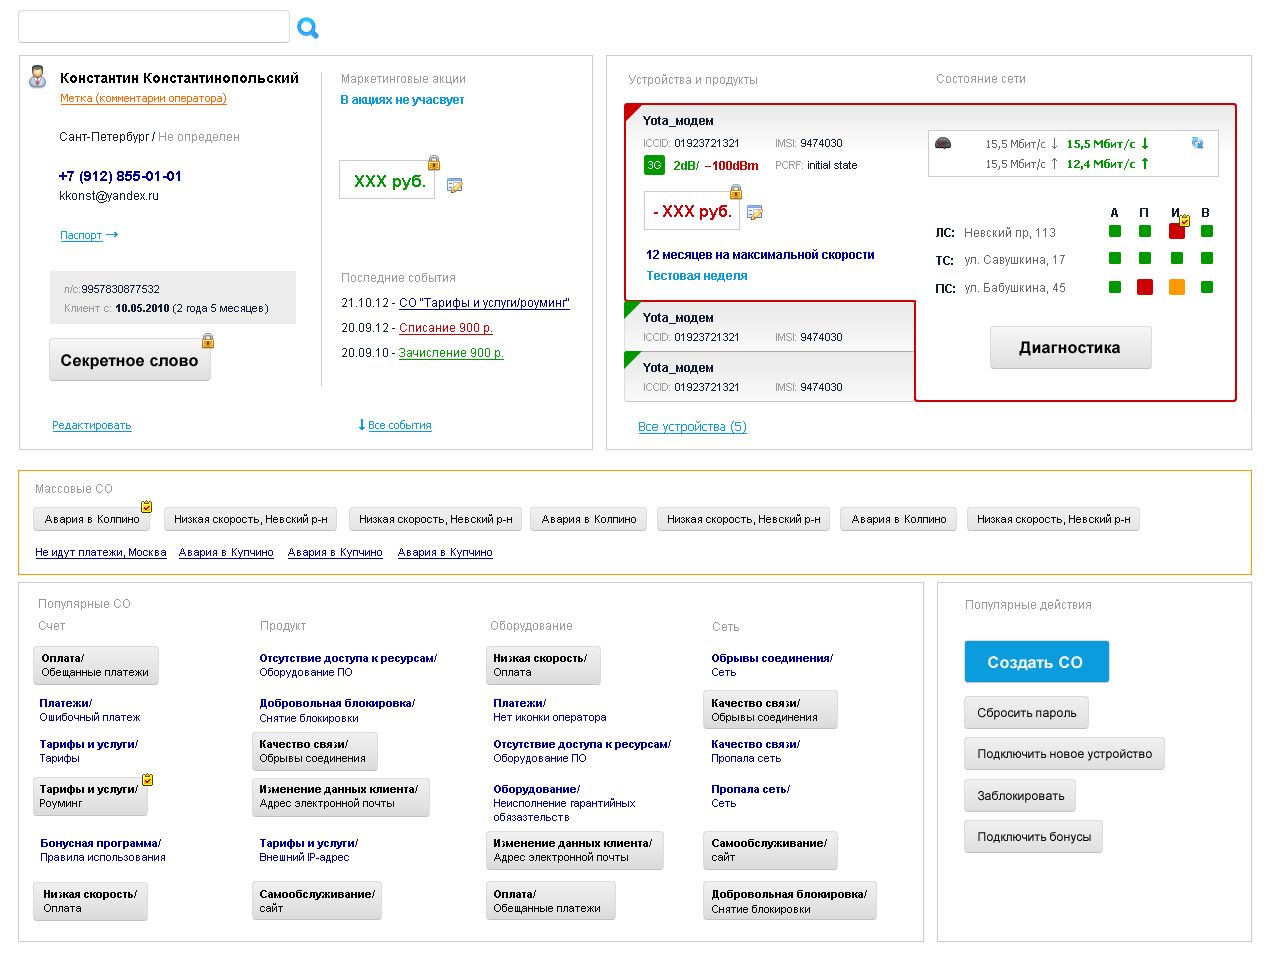 Константин Константинопольский
Метка (комментарии оператора)
Сант-Петербург / Не определен
+7 (912) 855-01-01
kkonst@yandex.ru
Паспорт →
л/с:9957830877532
Клиент с: 10.05.2010 (2 года 5 месяцев)
Секретное слово
Редактировать
Маркетинговые акции
В акциях не учасвует
XXX руб.
Последние события
21.10.12 - СО "Тарифы и услуги/роуминг"
20.09.12 - Списание 900 р.
20.09.10 - Зачисление 900 р.
↓ Все события
Устройства и продукты
Yota_модем
ICCID: 01923721321 IMSI: 9474030
3G 2dB/ –100dBm PCRF: initial state
- XXX руб.
12 месяцев на максимальной скорости
Тестовая неделя
Yota_модем
ICCID: 01923721321 IMSI: 9474030
Yota_модем
ICCID: 01923721321 IMSI: 9474030
Все устройства (5)
Состояние сети
15,5 Мбит/с ↓ 15,5 Мбит/с ↓
15,5 Мбит/с ↑ 12,4 Мбит/с ↑
А П И В
ЛС: Невский пр, 113
ТС: ул. Савушкина, 17
ПС: ул. Бабушкина, 45
Диагностика
Массовые СО
Авария в Колпино Низкая скорость, Невский р-н Низкая скорость, Невский р-н Авария в Колпино Низкая скорость, Невский р-н Авария в Колпино Низкая скорость, Невский р-н
Не идут платежи, Москва Авария в Купчино Авария в Купчино Авария в Купчино
Популярные СО
Счет
Оплата/
Обещанные платежи
Платежи/
Ошибочный платеж
Тарифы и услуги/
Тарифы
Тарифы и услуги/
Роуминг
Бонусная программа/
Правила использования
Низкая скорость/
Оплата
Продукт
Отсутствие доступа к ресурсам/
Оборудование ПО
Добровольная блокировка/
Снятие блокировки
Качество связи/
Обрывы соединения
Изменение данных клиента/
Адрес электронной почты
Тарифы и услуги/
Внешний IP-адрес
Самообслуживание/
сайт
Оборудование
Низкая скорость/
Оплата
Платежи/
Нет иконки оператора
Отсутствие доступа к ресурсам/
Оборудование ПО
Оборудование/
Неисполнение гарантийных
обязазтельств
Изменение данных клиента/
Адрес электронной почты
Оплата/
Обещанные платежи
Сеть
Обрывы соединения/
Сеть
Качество связи/
Обрывы соединения
Качество связи/
Пропала сеть
Пропала сеть/
Сеть
Самообслуживание/
сайт
Добровольная блокировка/
Снятие блокировки
Популярные действия
Создать СО
Сбросить пароль
Подключить новое устройство
Заблокировать
Подключить бонусы